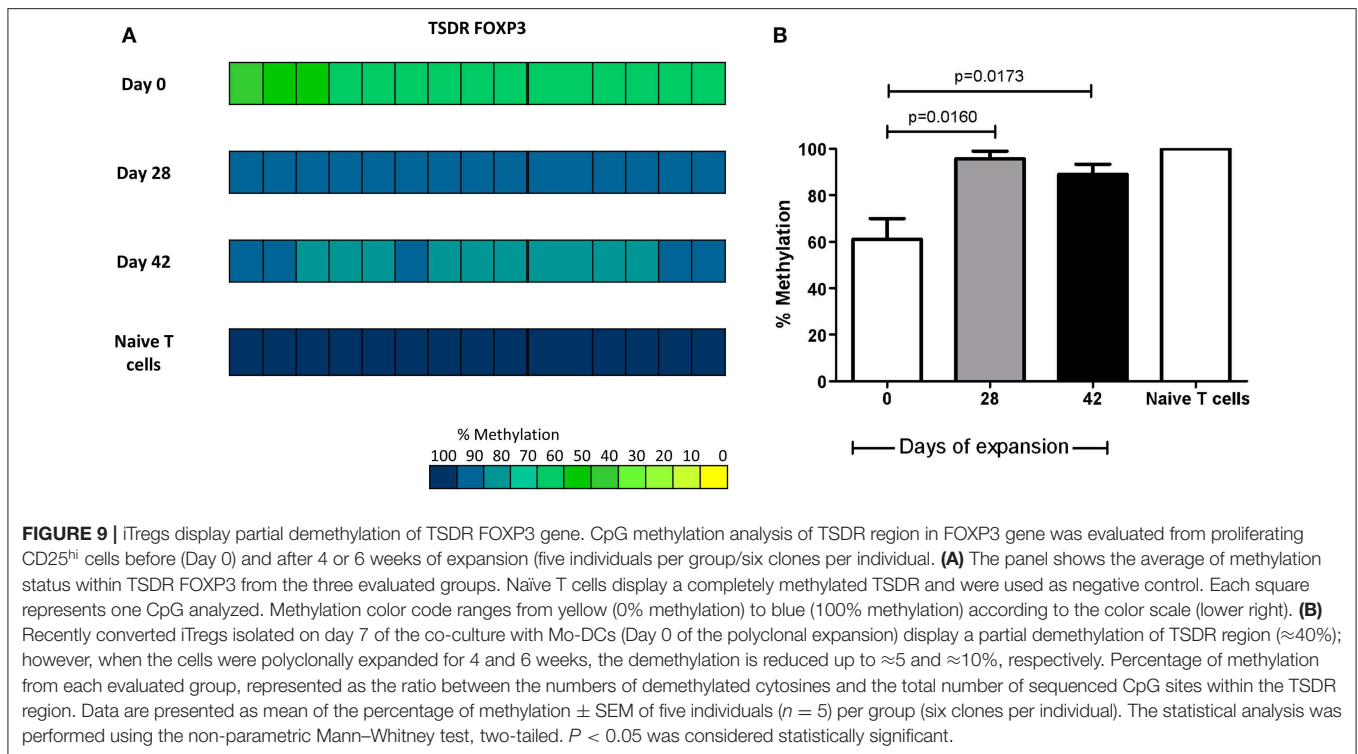 A
TSDR FOXP3
Day 0
Day 28
Day 42
Naive T
cells
% Methylation
100 90 80 70 60 50 40 30 20 10 0
B
p=0.0173
p=0.0160
% Methylation
100
80
60
40
20
0
0 28 42 Naive T cells
Days of expansion
FIGURE 9 | iTregs display partial demethylation of TSDR FOXP3 gene. CpG methylation analysis of TSDR region in FOXP3 gene was evaluated from proliferating
CD25hi cells before (Day 0) and after 4 or 6 weeks of expansion (five individuals per group/six clones per individual. (A) The panel shows the average of methylation
status within TSDR FOXP3 from the three evaluated groups. Naïve T cells display a completely methylated TSDR and were used as negative control. Each square
represents one CpG analyzed. Methylation color code ranges from yellow (0% methylation) to blue (100% methylation) according to the color scale (lower right). (B)
Recently converted iTregs isolated on day 7 of the co-culture with Mo-DCs (Day 0 of the polyclonal expansion) display a partial demethylation of TSDR region (≈40%);
however, when the cells were polyclonally expanded for 4 and 6 weeks, the demethylation is reduced up to ≈5 and ≈10%, respectively. Percentage of methylation
from each evaluated group, represented as the ratio between the numbers of demethylated cytosines and the total number of sequenced CpG sites within the TSDR
region. Data are presented as mean of the percentage of methylation ± SEM of five individuals (n = 5) per group (six clones per individual). The statistical analysis was
performed using the non-parametric Mann–Whitney test, two-tailed. P < 0.05 was considered statistically significant.